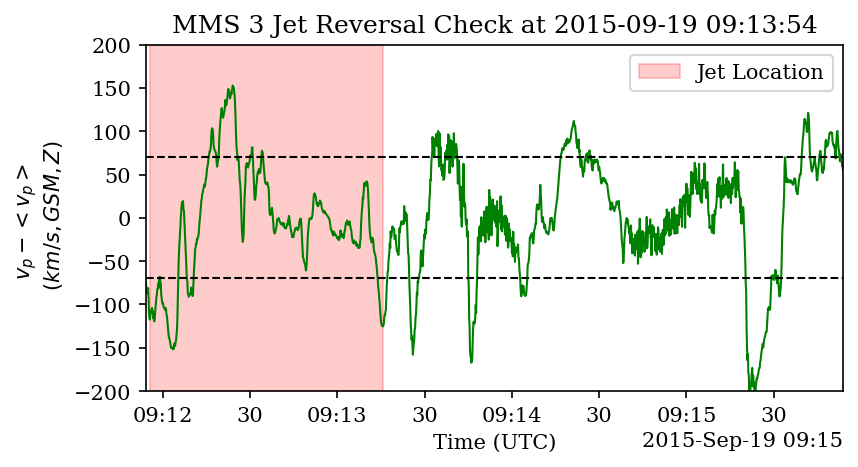 MMS 3 Jet Reversal Check at 2015-09-19 09:13:54
Jet Location
v_p − < v_p >
(km/s, GSM, Z)
200
150
100
50
0
−50
−100
−150
−200
09:12 30 09:13 30 09:14 30 09:15 30
Time (UTC)
2015-Sep-19 09:15